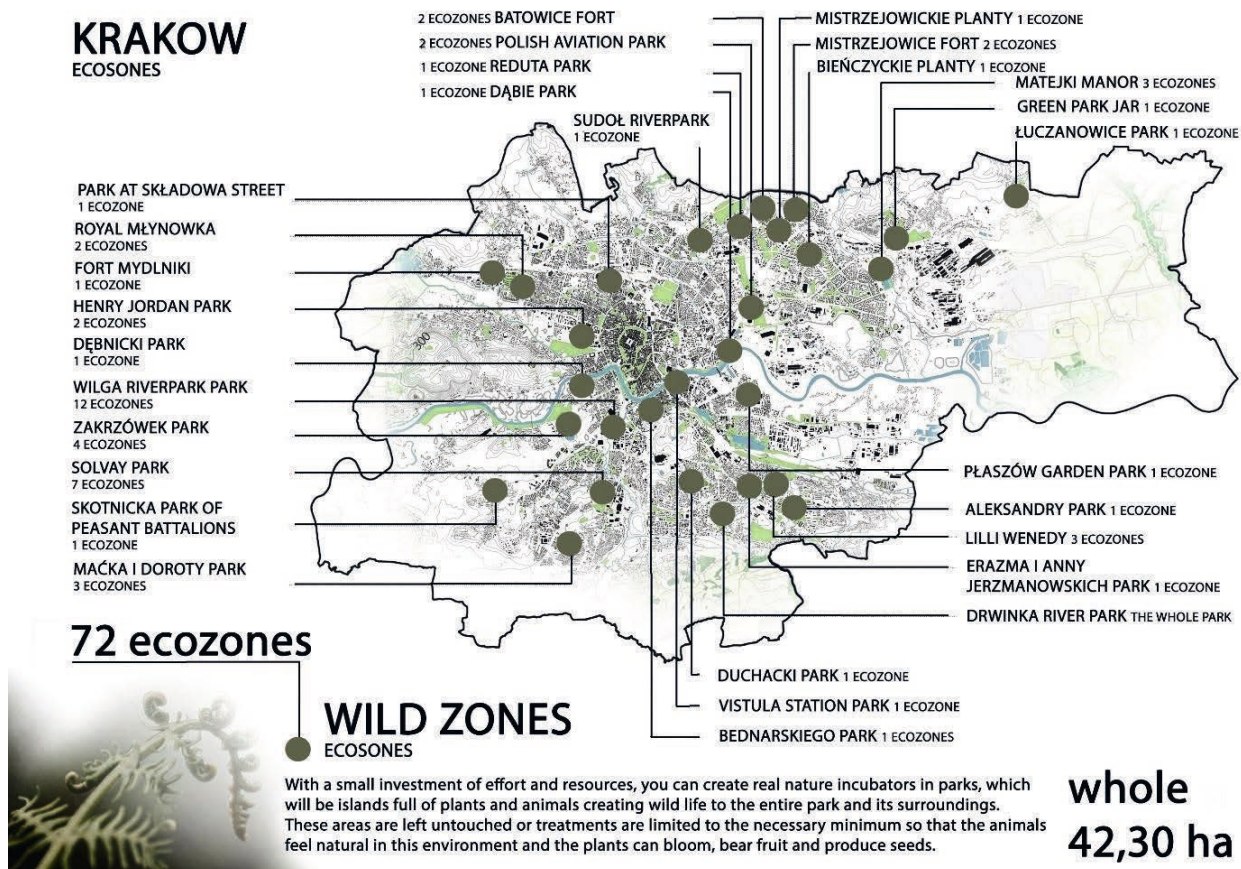 KRAKOW
ECOSONES
2 ECOZONES BATOWICE FORT
2 ECOZONES POLISH AVIATION PARK
1 ECOZONE REDUTA PARK
1 ECOZONE DĄBIE PARK
SUDOŁ RIVERPARK
1 ECOZONE
MISTRZEJOWICKIE PLANTY 1 ECOZONE
MISTRZEJOWICE FORT 2 ECOZONES
BIEŃCZYCKIE PLANTY 1 ECOZONE
MATEJKI MANOR 3 ECOZONES
GREEN PARK JAR 1 ECOZONE
ŁUCZANOWICE PARK 1 ECOZONE
PARK AT SKŁADOWA STREET
1 ECOZONE
ROYAL MŁYNOWKA
2 ECOZONES
FORT MYDLNIKI
1 ECOZONE
HENRY JORDAN PARK
2 ECOZONES
DĘBNICKI PARK
1 ECOZONE
WILGA RIVERPARK PARK
12 ECOZONES
ZAKRZÓWEK PARK
4 ECOZONES
SOLVAY PARK
7 ECOZONES
SKOTNICKA PARK OF
PEASANT BATTALIONS
1 ECOZONE
MAĆKA I DOROTY PARK
3 ECOZONES
300
PŁASZÓW GARDEN PARK 1 ECOZONE
ALEKSANDRY PARK 1 ECOZONE
LILLI WENEDY 3 ECOZONES
ERAZMA I ANNY
JERZMANOWSKICH PARK 1 ECOZONE
DRWINKA RIVER PARK THE WHOLE PARK
DUCHACKI PARK 1 ECOZONE
VISTULA STATION PARK 1 ECOZONE
BEDNARSKIEGO PARK 1 ECOZONES
72 ecozones
WILD ZONES
ECOSONES
With a small investment of effort and resources, you can create real nature incubators in parks, which
will be islands full of plants and animals creating wild life to the entire park and its surroundings.
These areas are left untouched or treatments are limited to the necessary minimum so that the animals
feel natural in this environment and the plants can bloom, bear fruit and produce seeds.
whole
42,30 ha